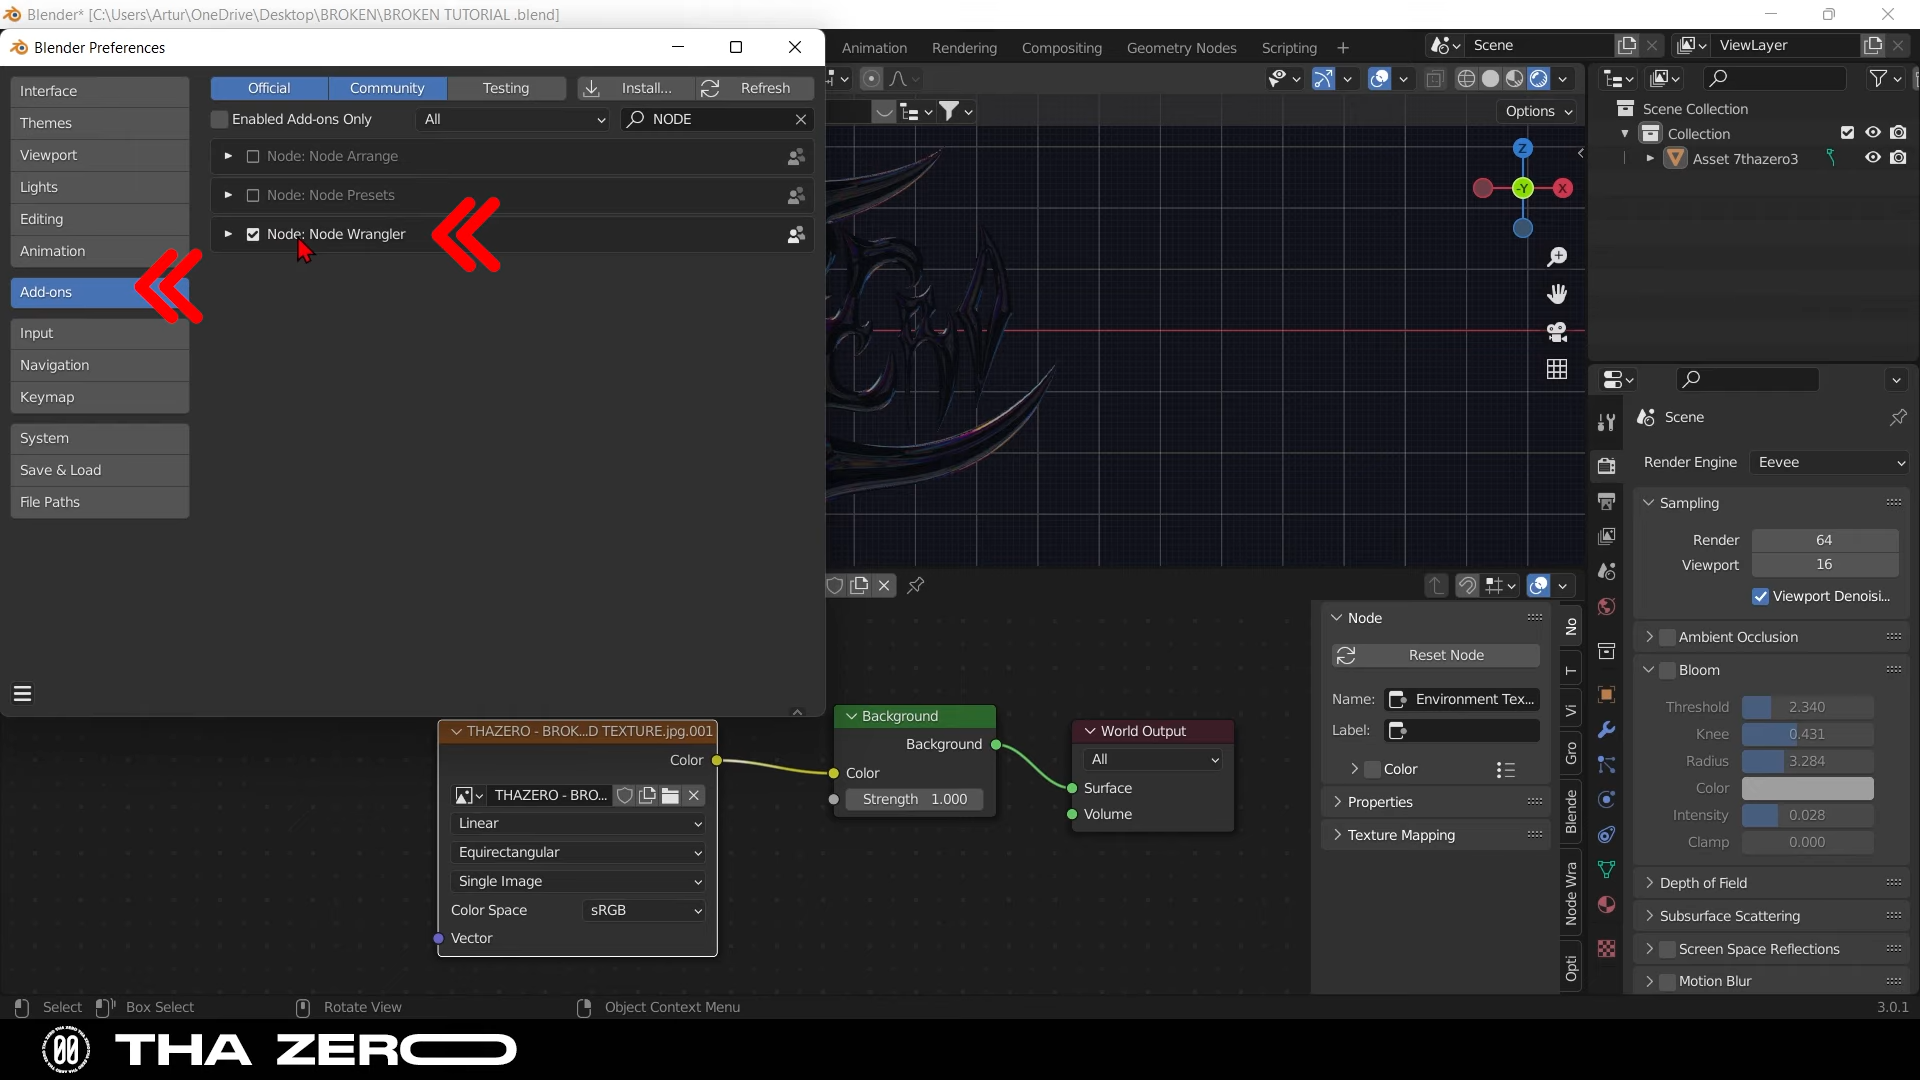 Blender* [C:\Users\Artur\OneDrive\Desktop\BROKEN\BROKEN TUTORIAL .blend]
Blender Preferences
Animation
Rendering
Compositing
Geometry Nodes
Scripting
Scene
ViewLayer
Interface
Themes
Viewport
Lights
Editing
Animation
Add-ons
Input
Navigation
Keymap
System
Save & Load
File Paths
Official
Community
Testing
Install...
Refresh
Enabled Add-ons Only
All
NODE
Node: Node Arrange
Node: Node Presets
Node: Node Wrangler
Options
Z
-Y
X
Scene Collection
Collection
Asset 7thazero3
Scene
Render Engine
Eevee
Sampling
Render
64
Viewport
16
Viewport Denoisi...
Ambient Occlusion
Bloom
Threshold
2.340
Knee
0.431
Radius
3.284
Color
Intensity
0.028
Clamp
0.000
Depth of Field
Subsurface Scattering
Screen Space Reflections
Motion Blur
THAZERO - BROK...D TEXTURE.jpg.001
Color
THAZERO - BRO...
Linear
Equirectangular
Single Image
Color Space
sRGB
Vector
Background
Background
Color
Strength 1.000
World Output
All
Surface
Volume
Node
Reset Node
Name:
Environment Tex...
Label:
Color
Properties
Texture Mapping
No
T
Vi
Gro
Blende
Node Wra
Opti
Select
Box Select
Rotate View
Object Context Menu
3.0.1
THA ZERO